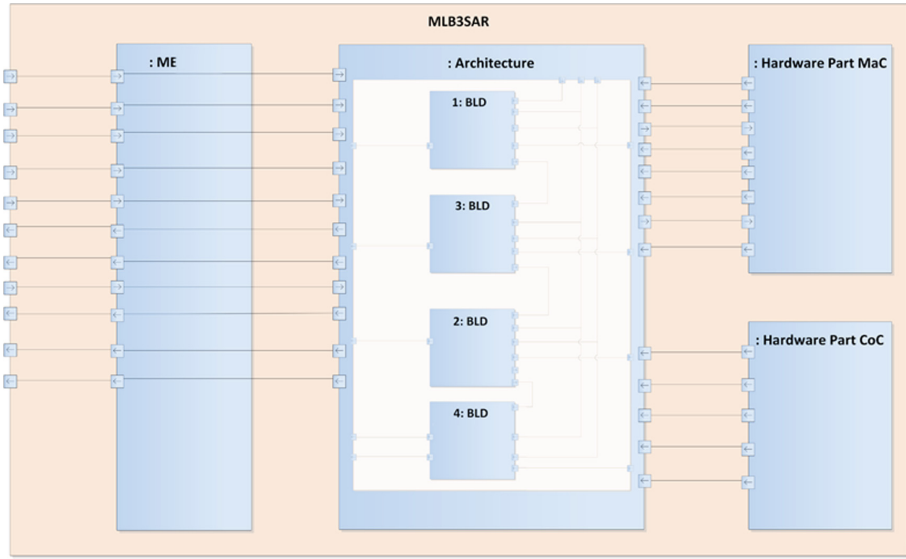 MLB3SAR
: ME
: Architecture
: Hardware Part MaC
1: BLD
3: BLD
2: BLD
: Hardware Part CoC
4: BLD